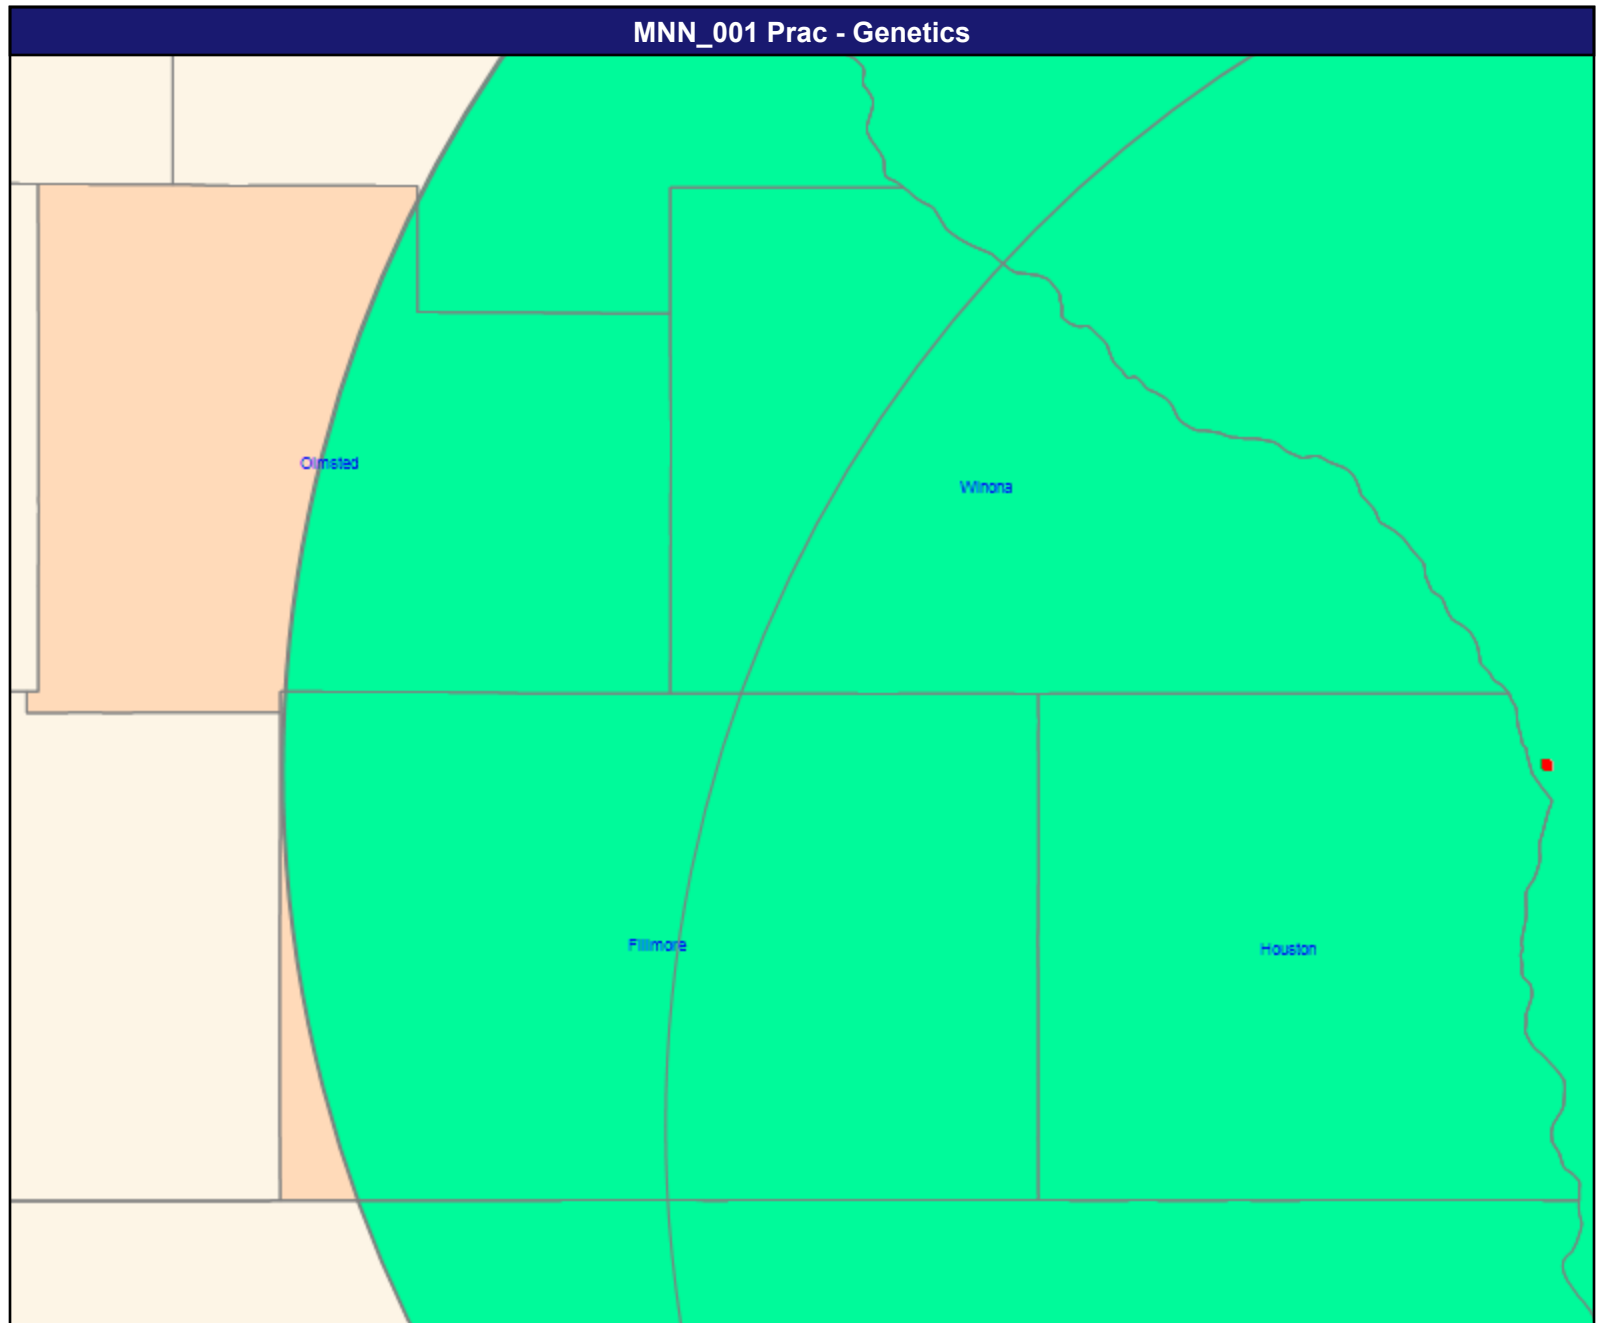 MNN_001 Prac - Genetics
Olmsted
Winona
Fillmore
Houston